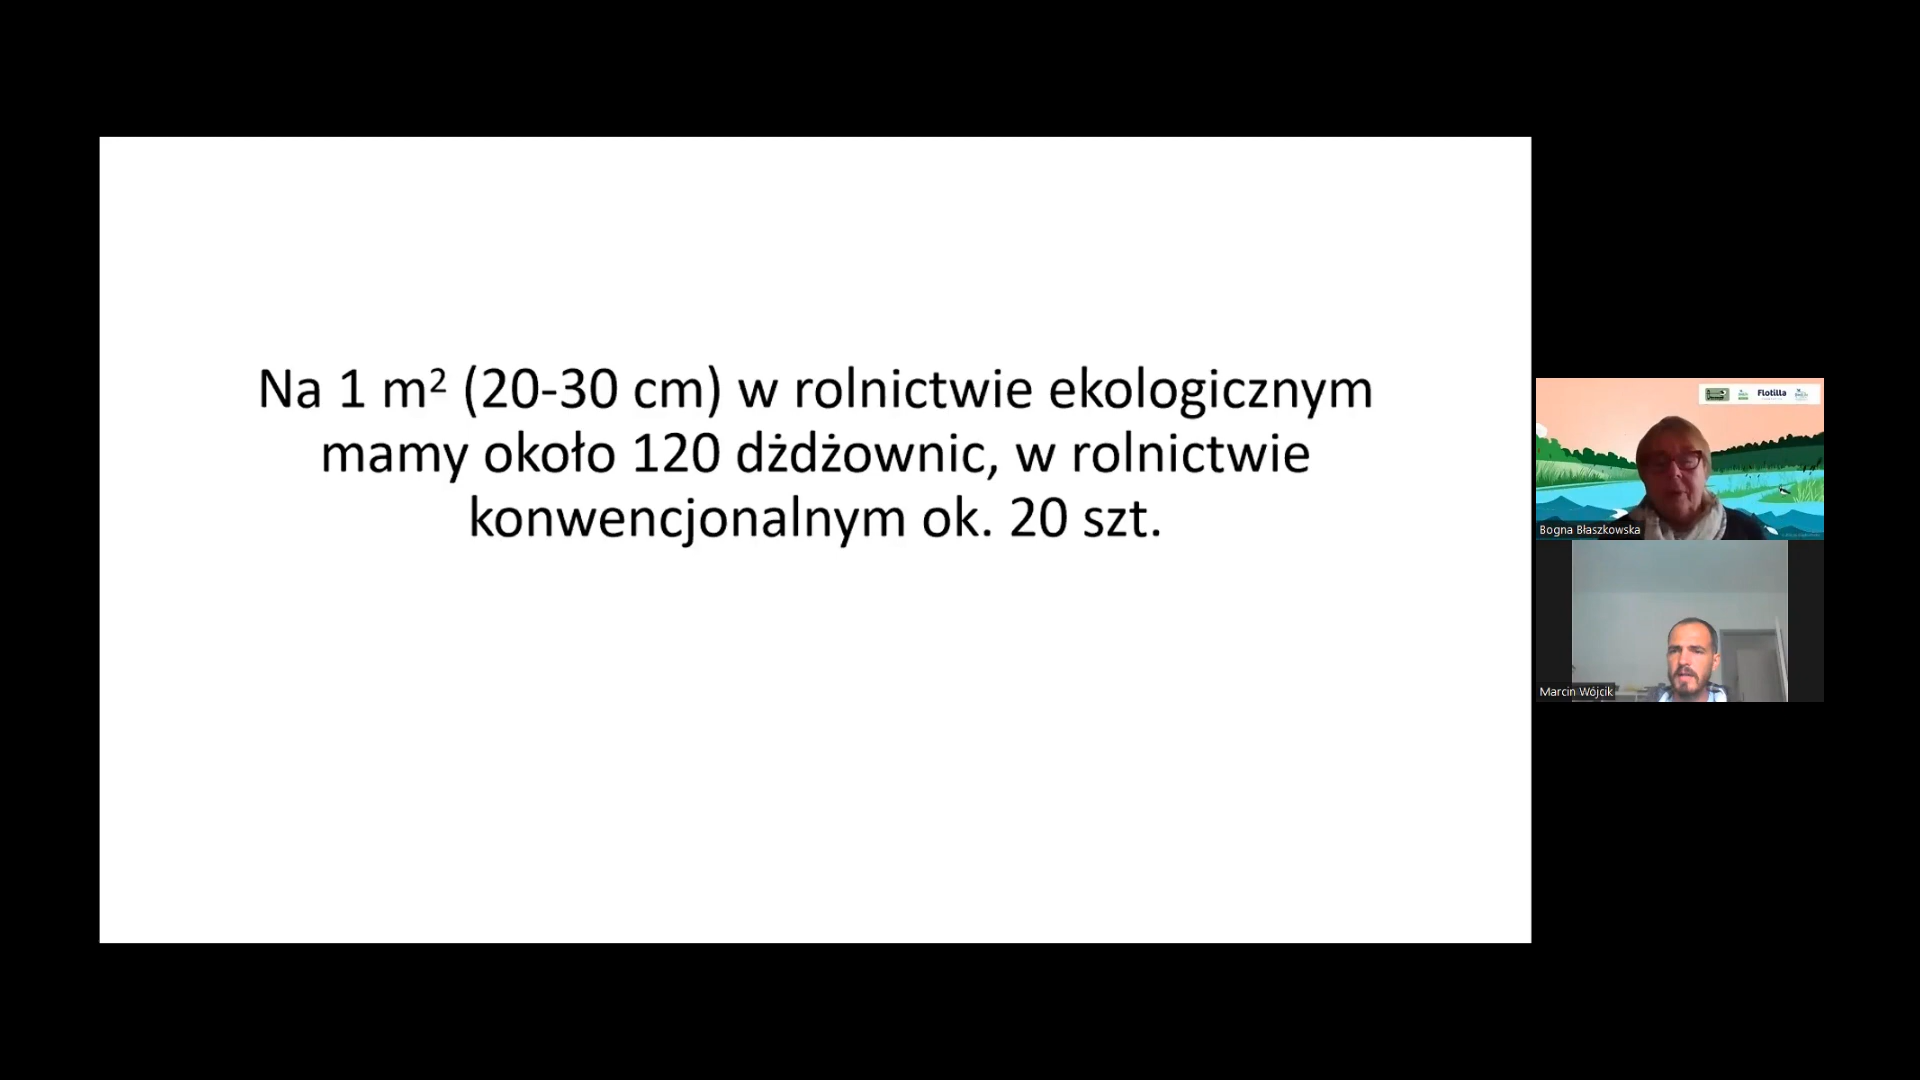 Na 1 m² (20-30 cm) w rolnictwie ekologicznym
mamy około 120 dżdżownic, w rolnictwie
konwencjonalnym ok. 20 szt.
Flotilla
Bogna Błaszkowska
Marcin Wójcik